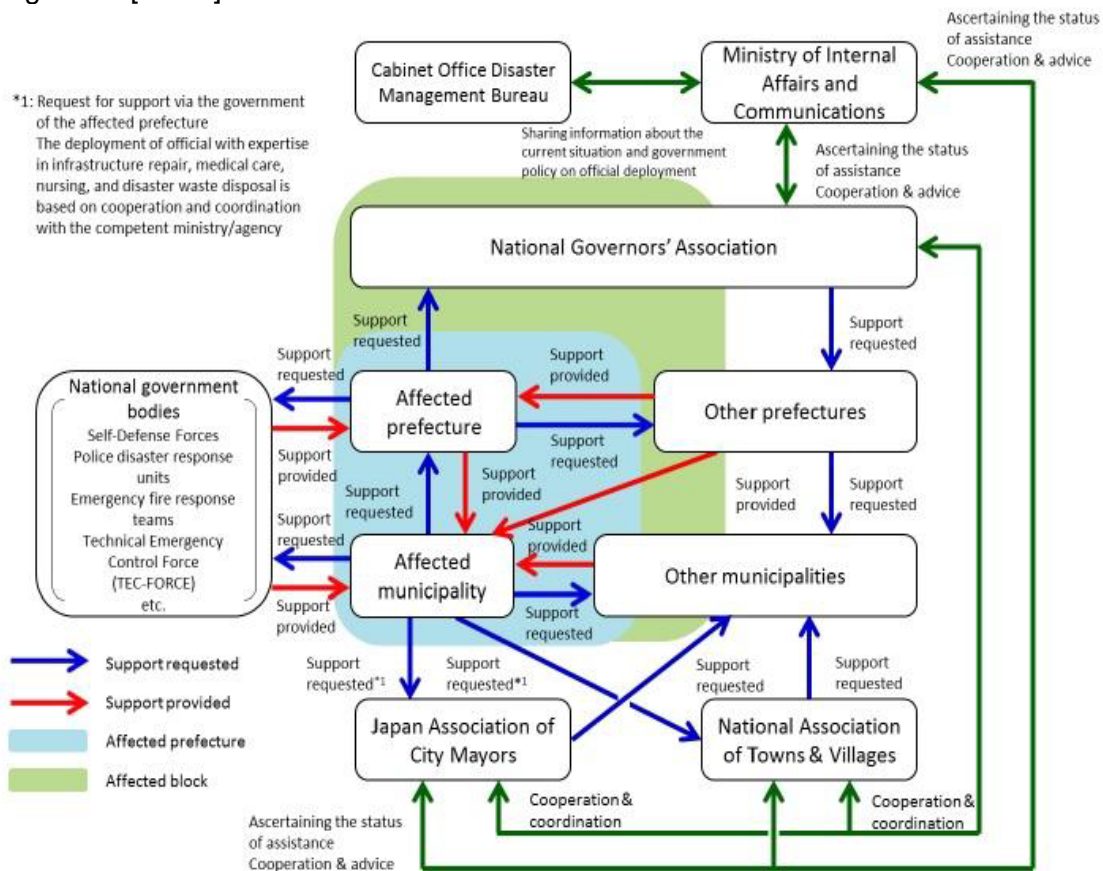 Ascertaining the status
of assistance
Cooperation & advice
Cabinet Office Disaster
Management Bureau
Ministry of Internal
Affairs and
Communications
*1: Request for support via the government
of the affected prefecture
The deployment of official with expertise
in infrastructure repair, medical care,
nursing, and disaster waste disposal is
based on cooperation and coordination
with the competent ministry/agency
Sharing information about the
current situation and government
policy on official deployment
Ascertaining the status
of assistance
Cooperation & advice
National Governors' Association
Support
requested
Support
requested
Support
requested
Support
provided
National government
bodies
Self-Defense Forces
Police disaster response
units
Emergency fire response
teams
Technical Emergency
Control Force
(TEC-FORCE)
etc.
Affected
prefecture
Other prefectures
Support
provided
Support
requested
Support
provided
Support
requested
Support
provided
Support
requested
Support
requested
Support
provided
Affected
municipality
Other municipalities
Support
provided
Support
requested
Support requested
Support provided
Affected prefecture
Affected block
Support
requested*1
Support
requested*1
Support
requested
Support
requested
Japan Association of
City Mayors
National Association
of Towns & Villages
Cooperation &
coordination
Cooperation &
coordination
Ascertaining the status
of assistance
Cooperation & advice